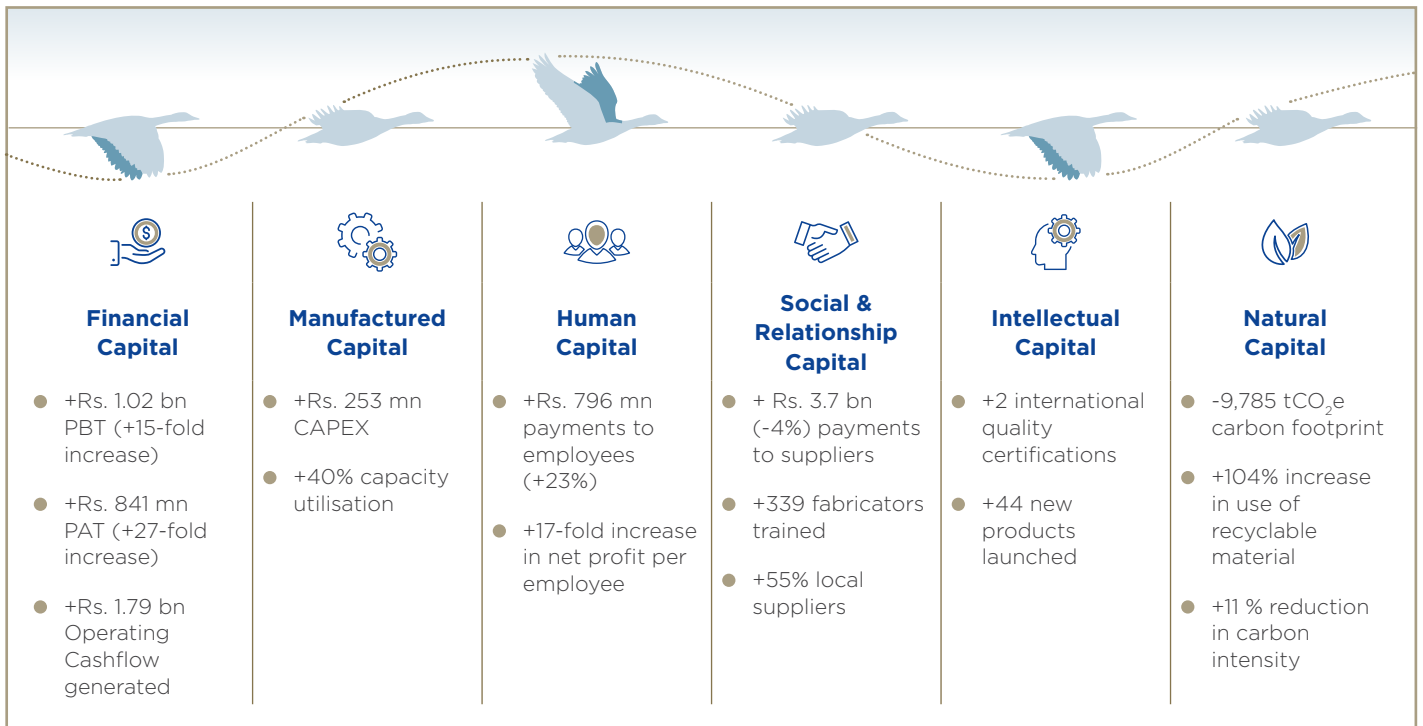 $
Financial
Capital
+Rs. 1.02 bn
PBT (+15-fold
increase)
+Rs. 841 mn
PAT (+27-fold
increase)
+Rs. 1.79 bn
Operating
Cashflow
generated
Manufactured
Capital
+Rs. 253 mn
CAPEX
+40% capacity
utilisation
Human
Capital
+Rs. 796 mn
payments to
employees
(+23%)
+17-fold increase
in net profit per
employee
Social &
Relationship
Capital
+ Rs. 3.7 bn
(-4%) payments
to suppliers
+339 fabricators
trained
+55% local
suppliers
Intellectual
Capital
+2 international
quality
certifications
+44 new
products
launched
Natural
Capital
-9,785 tCO₂e
carbon footprint
+104% increase
in use of
recyclable
material
+11 % reduction
in carbon
intensity